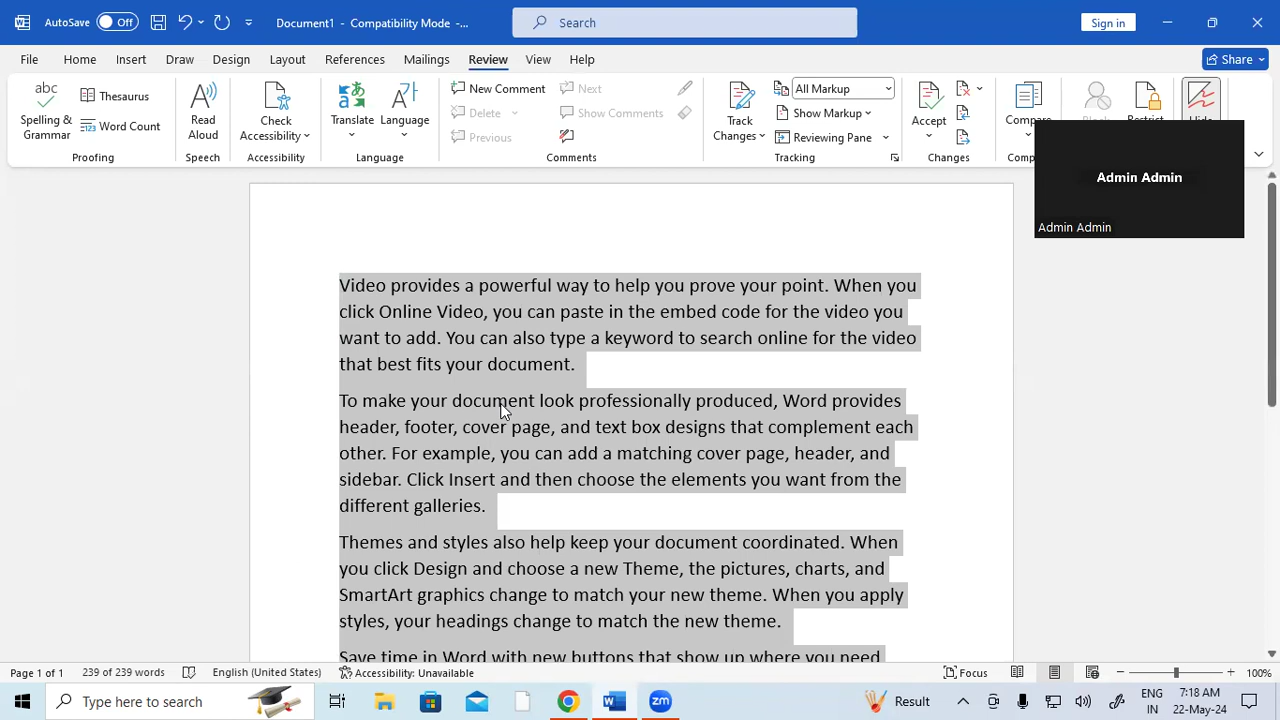 AutoSave Off Document1 - Compatibility Mode -... Search Sign in
File Home Insert Draw Design Layout References Mailings Review View Help Share
abc Spelling & Grammar
Thesaurus
Word Count
Proofing
Read Aloud
Speech
Check Accessibility
Accessibility
Translate
Language
Language
New Comment
Delete
Previous
Next
Show Comments
Comments
Track Changes
All Markup
Show Markup
Reviewing Pane
Tracking
Accept
Changes
Compare
Admin Admin
Admin Admin
Video provides a powerful way to help you prove your point. When you
click Online Video, you can paste in the embed code for the video you
want to add. You can also type a keyword to search online for the video
that best fits your document.
To make your document look professionally produced, Word provides
header, footer, cover page, and text box designs that complement each
other. For example, you can add a matching cover page, header, and
sidebar. Click Insert and then choose the elements you want from the
different galleries.
Themes and styles also help keep your document coordinated. When
you click Design and choose a new Theme, the pictures, charts, and
SmartArt graphics change to match your new theme. When you apply
styles, your headings change to match the new theme.
Save time in Word with new buttons that show up where you need
Page 1 of 1 239 of 239 words English (United States) Accessibility: Unavailable Focus 100%
Type here to search
zm
Result
ENG
IN
7:18 AM
22-May-24